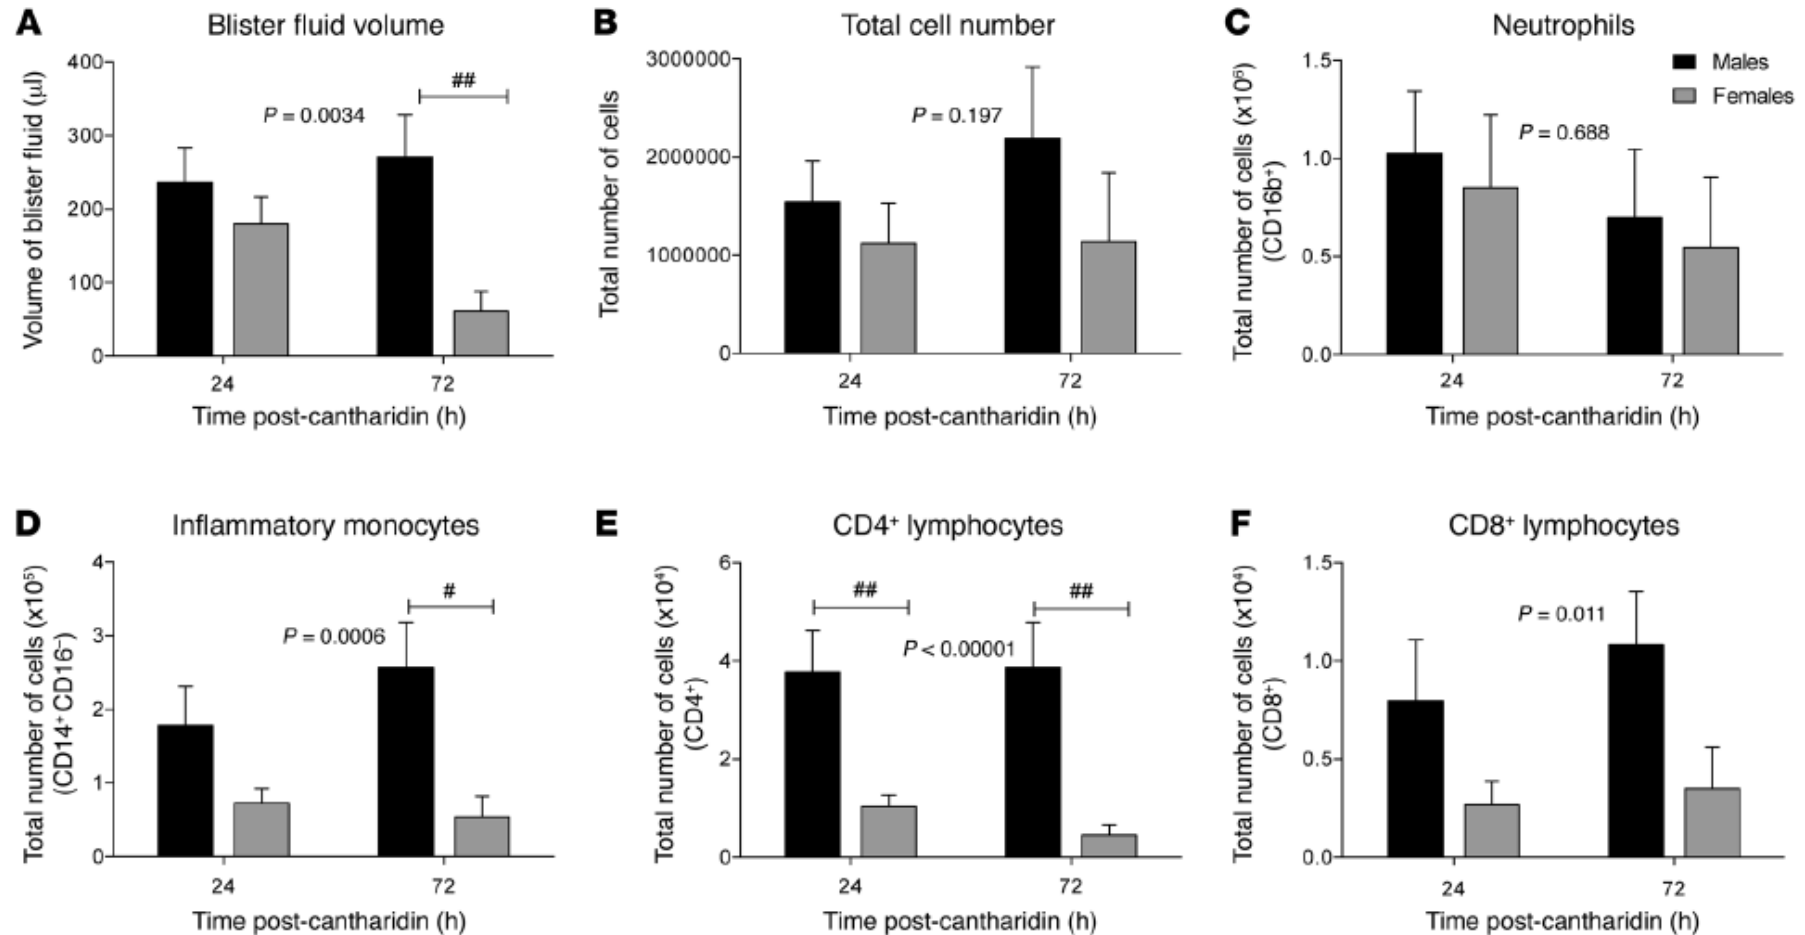 A Blister fluid volume
Volume of blister fluid (µl)
400
300
200
100
0
P = 0.0034
##
24 72
Time post-cantharidin (h)
B Total cell number
Total number of cells
3000000
2000000
1000000
0
P = 0.197
24 72
Time post-cantharidin (h)
C Neutrophils
Total number of cells (x10⁶)
(CD16b⁺)
1.5
1.0
0.5
0.0
P = 0.688
Males
Females
24 72
Time post-cantharidin (h)
D Inflammatory monocytes
Total number of cells (x10⁵)
(CD14⁺ CD16⁻)
4
3
2
1
0
P = 0.0006
#
24 72
Time post-cantharidin (h)
E CD4⁺ lymphocytes
Total number of cells (x10⁴)
(CD4⁺)
6
4
2
0
##
##
P < 0.00001
24 72
Time post-cantharidin (h)
F CD8⁺ lymphocytes
Total number of cells (x10⁴)
(CD8⁺)
1.5
1.0
0.5
0.0
P = 0.011
24 72
Time post-cantharidin (h)